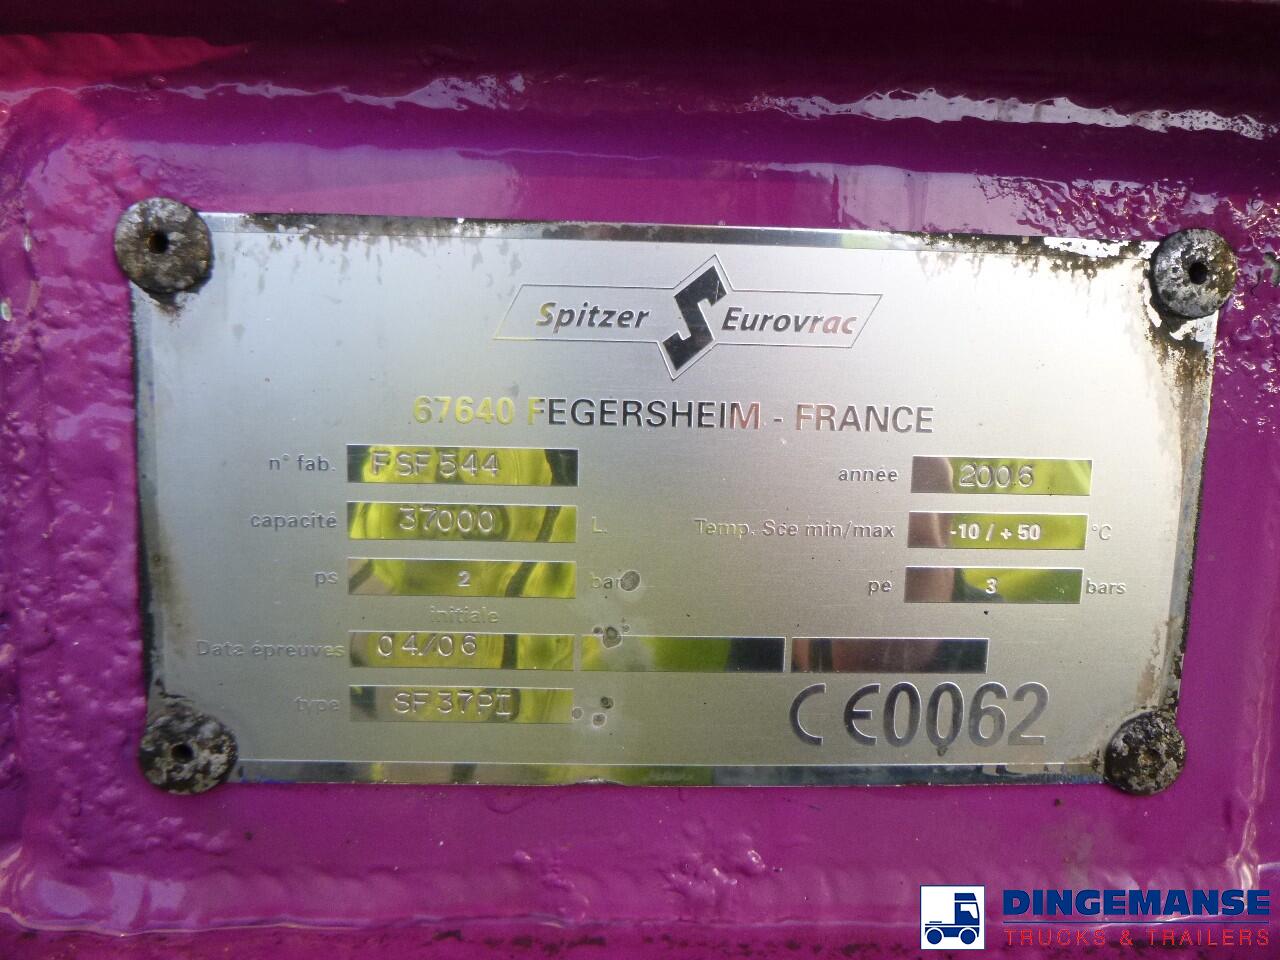 Spitzer Eurovrac
67640 FEGERSHEIM - FRANCE
n° fab. FSF544 année 2006
capacité 37000 L. Temp. Sce min/max -10 / +50 °C
ps 2 bars pe 3 bars
initiale
Date épreuves 04/06
type SF37PI
CE0062
DINGEMANSE
TRUCKS & TRAILERS